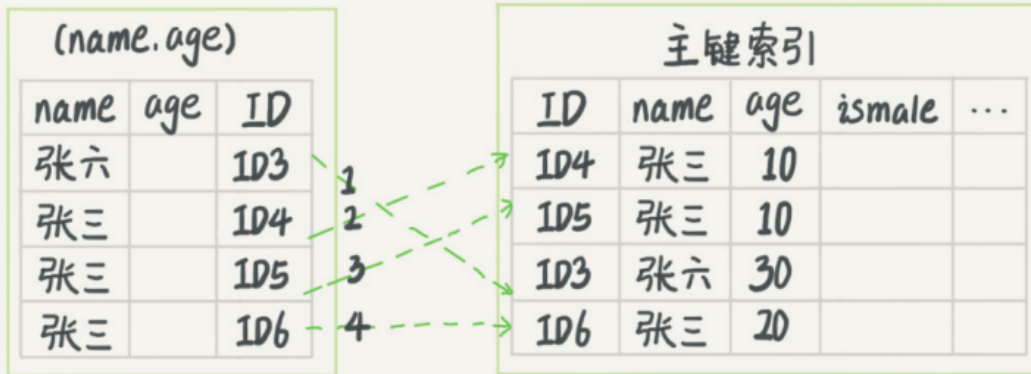 (name.age)
name age ID
张六 ID3
张三 ID4
张三 ID5
张三 ID6
1
2
3
4
主键索引
ID name age ismale ...
ID4 张三 10
ID5 张三 10
ID3 张六 30
ID6 张三 20